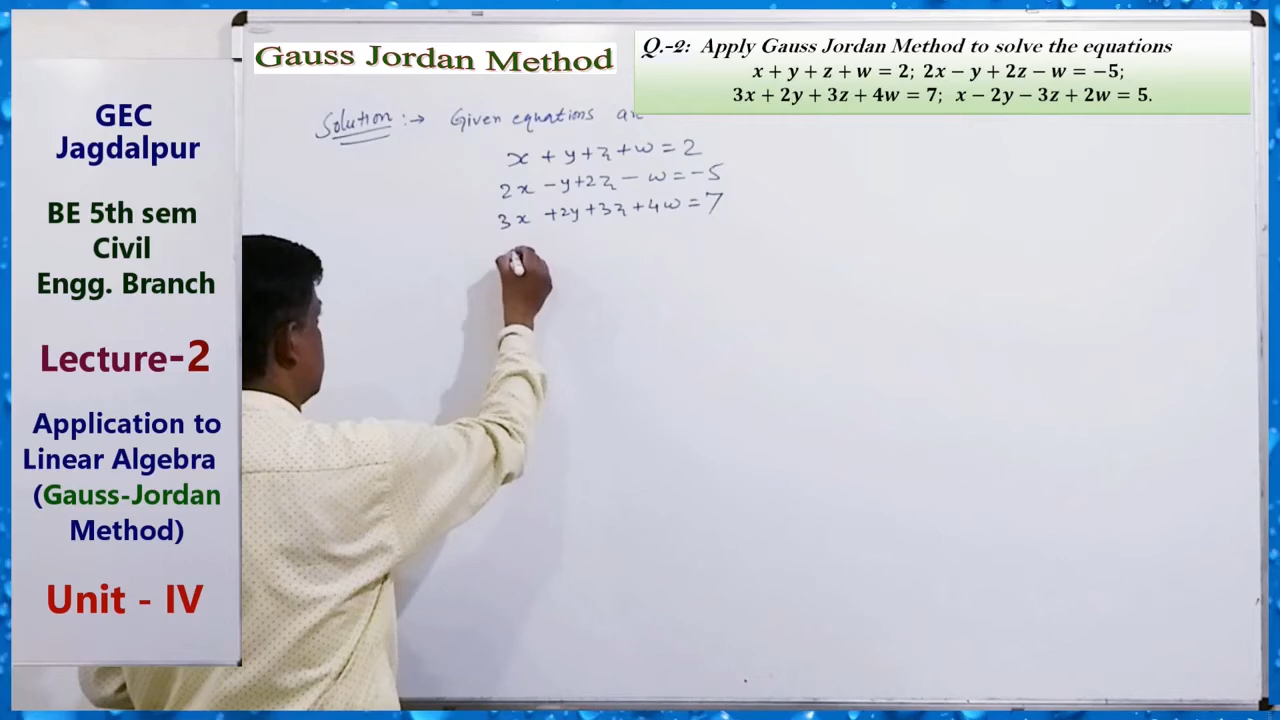 GEC
Jagdalpur
BE 5th sem
Civil
Engg. Branch
Lecture-2
Application to
Linear Algebra
(Gauss-Jordan
Method)
Unit - IV
Gauss Jordan Method
Q.-2: Apply Gauss Jordan Method to solve the equations
x + y + z + w = 2; 2x − y + 2z − w = −5;
3x + 2y + 3z + 4w = 7; x − 2y − 3z + 2w = 5.
Solution :→ Given equations ar
x + y + z + w = 2
2x − y + 2z − w = −5
3x + 2y + 3z + 4w = 7